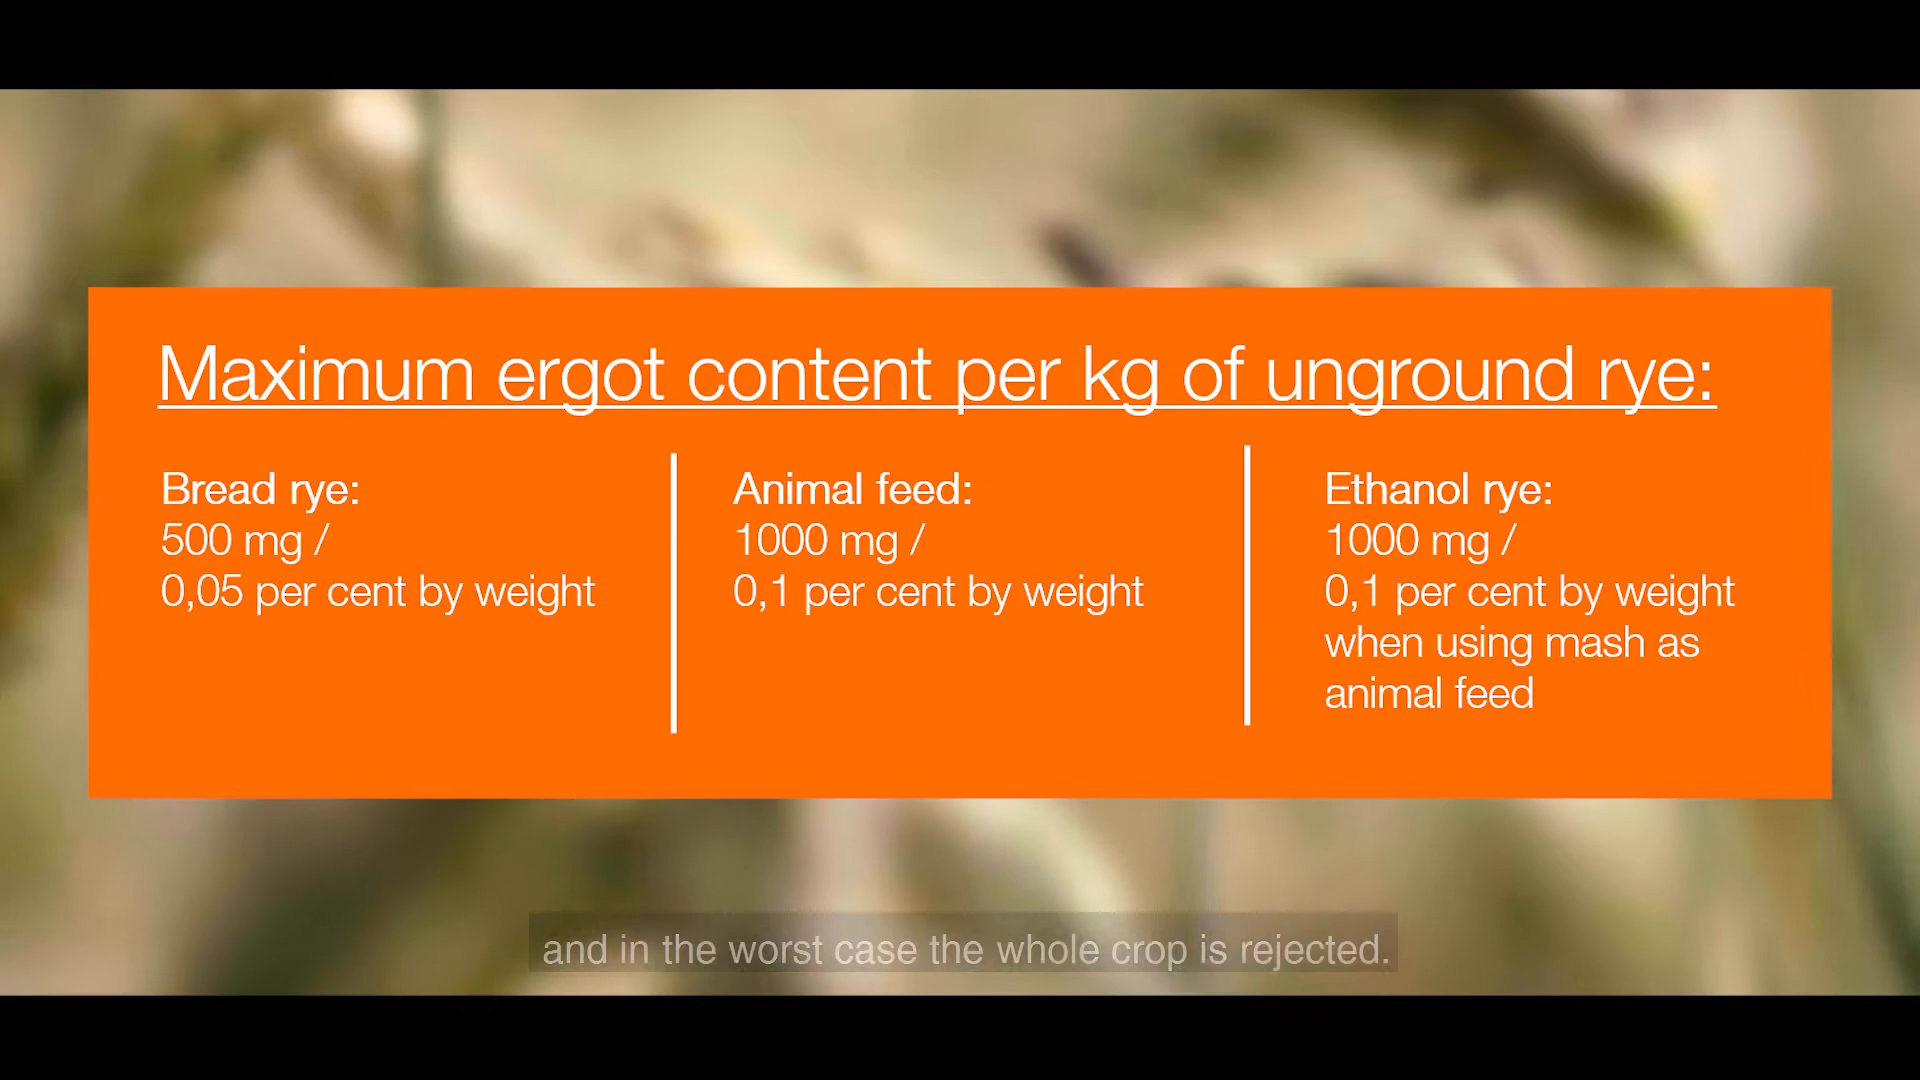 Maximum ergot content per kg of unground rye:
Bread rye:
500 mg /
0,05 per cent by weight
Animal feed:
1000 mg /
0,1 per cent by weight
Ethanol rye:
1000 mg /
0,1 per cent by weight
when using mash as
animal feed
and in the worst case the whole crop is rejected.